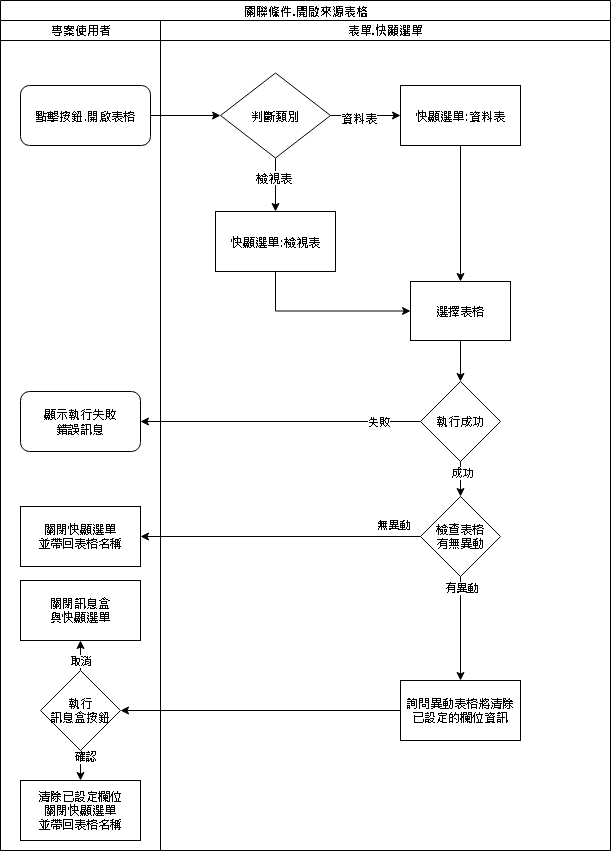 關聯條件.開啟來源表格
專案使用者
表單.快顯選單
點擊按鈕.開啟表格
判斷類別
資料表
快顯選單:資料表
檢視表
快顯選單:檢視表
選擇表格
顯示執行失敗
錯誤訊息
失敗
執行成功
成功
關閉快顯選單
並帶回表格名稱
無異動
檢查表格
有無異動
有異動
關閉訊息盒
與快顯選單
取消
執行
訊息盒按鈕
詢問異動表格將清除
已設定的欄位資訊
確認
清除已設定欄位
關閉快顯選單
並帶回表格名稱